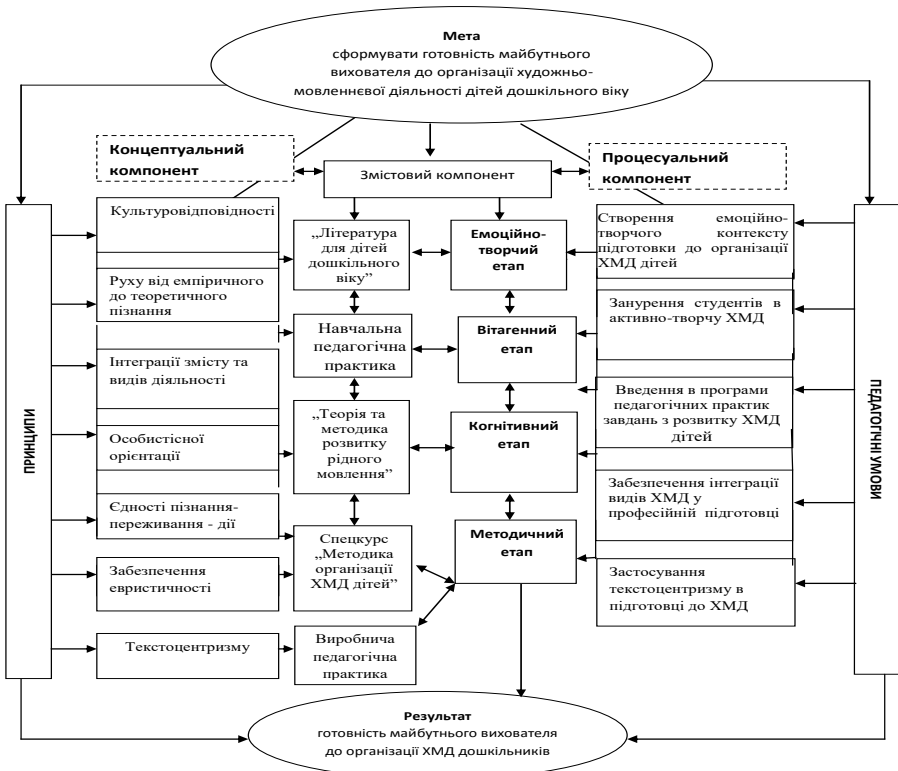 Мета
сформувати готовність майбутнього
вихователя до організації художньо-
мовленнєвої діяльності дітей дошкільного віку
Концептуальний
компонент
Змістовий компонент
Процесуальний
компонент
ПРИНЦИПИ
Культуровідповідності
Руху від емпіричного
до теоретичного
пізнання
Інтеграції змісту та
видів діяльності
Особистісної
орієнтації
Єдності пізнання-
переживання - дії
Забезпечення
евристичності
Текстоцентризму
„Література
для дітей
дошкільного
віку”
Навчальна
педагогічна
практика
„Теорія та
методика
розвитку
рідного
мовлення”
Спецкурс
„Методика
організації
ХМД дітей”
Виробнича
педагогічна
практика
Емоційно-
творчий
етап
Вітагенний
етап
Когнітивний
етап
Методичний
етап
Створення емоційно-
творчого контексту
підготовки до організації
ХМД дітей
Занурення студентів в
активно-творчу ХМД
Введення в програми
педагогічних практик
завдань з розвитку ХМД
дітей
Забезпечення інтеграції
видів ХМД у
професійній підготовці
Застосування
текстоцентризму в
підготовці до ХМД
ПЕДАГОГІЧНІ УМОВИ
Результат
готовність майбутнього вихователя
до організації ХМД дошкільників